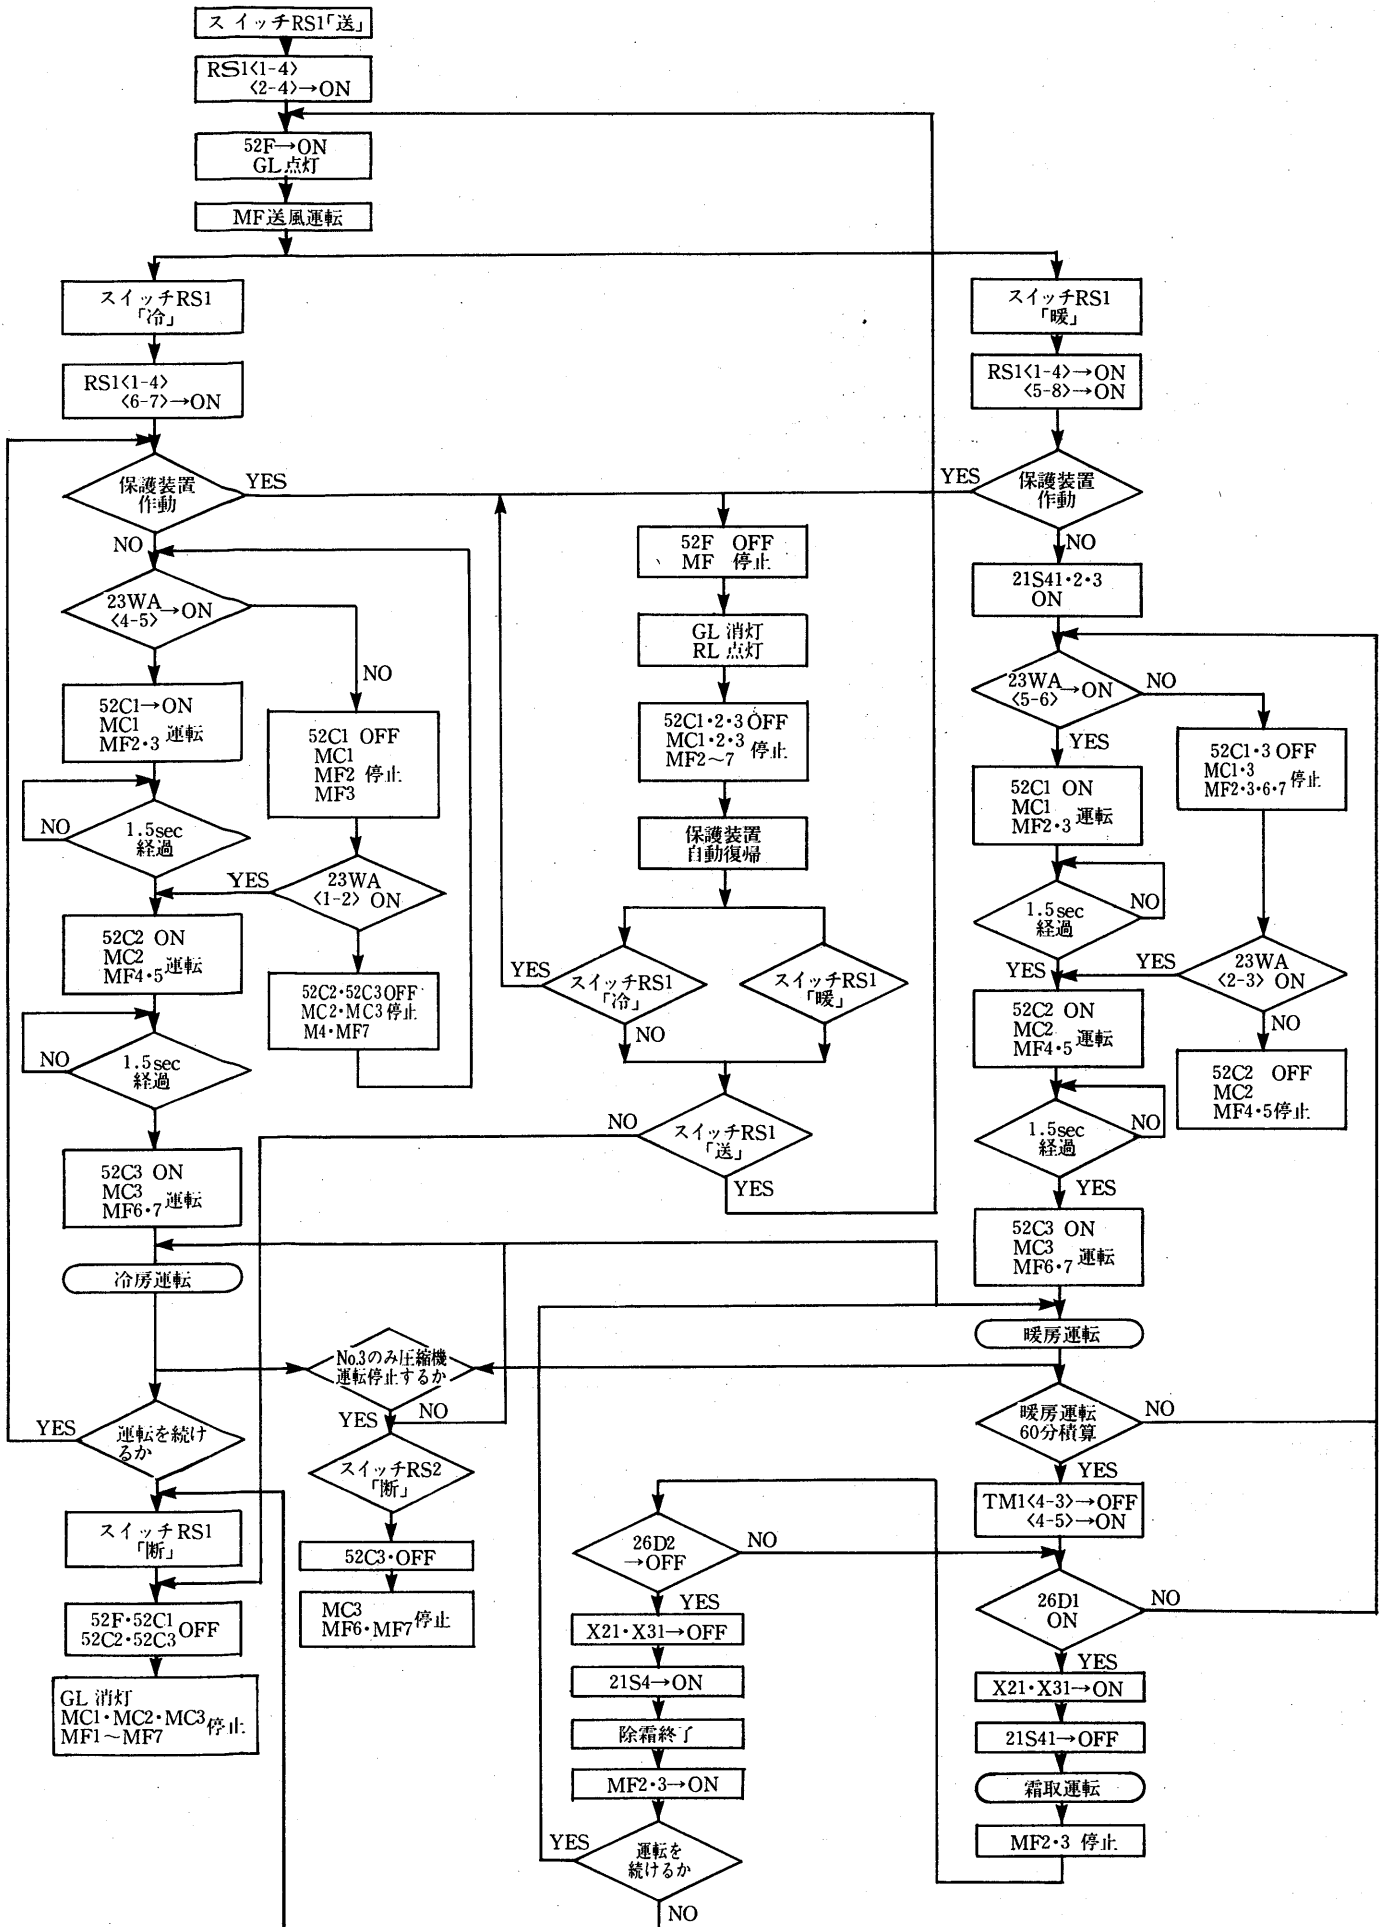 スイッチRS1「送」
RS1〈1-4〉
〈2-4〉→ON
52F→ON
GL点灯
MF送風運転
スイッチRS1
「冷」
RS1〈1-4〉
〈6-7〉→ON
保護装置
作動
YES
NO
23WA
〈4-5〉→ON
NO
52C1→ON
MC1
MF2・3 運転
1.5sec
経過
NO
52C1 OFF
MC1
MF2 停止
MF3
23WA
〈1-2〉 ON
YES
52C2 ON
MC2
MF4・5 運転
52C2・52C3 OFF
MC2・MC3 停止
M4・MF7
1.5sec
経過
NO
52C3 ON
MC3
MF6・7 運転
冷房運転
運転を続け
るか
YES
スイッチRS1
「断」
52F・52C1
52C2・52C3 OFF
GL 消灯
MC1・MC2・MC3 停止
MF1〜MF7
52F OFF
MF 停止
GL 消灯
RL 点灯
52C1・2・3 OFF
MC1・2・3 停止
MF2〜7
保護装置
自動復帰
スイッチRS1
「冷」
YES
NO
スイッチRS1
「暖」
スイッチRS1
「送」
NO
YES
No.3のみ圧縮機
運転停止するか
YES
NO
スイッチRS2
「断」
52C3・OFF
MC3
MF6・MF7 停止
スイッチRS1
「暖」
RS1〈1-4〉→ON
〈5-8〉→ON
保護装置
作動
YES
NO
21S41・2・3
ON
23WA
〈5-6〉→ON
NO
YES
52C1 ON
MC1
MF2・3 運転
52C1・3 OFF
MC1・3
MF2・3・6・7 停止
1.5sec
経過
NO
YES
23WA
〈2-3〉 ON
YES
NO
52C2 ON
MC2
MF4・5 運転
52C2 OFF
MC2
MF4・5停止
1.5sec
経過
NO
YES
52C3 ON
MC3
MF6・7 運転
暖房運転
暖房運転
60分積算
NO
YES
TM1〈4-3〉→OFF
〈4-5〉→ON
26D1
ON
NO
YES
X21・X31→ON
21S41→OFF
霜取運転
MF2・3 停止
26D2
→OFF
NO
YES
X21・X31→OFF
21S4→ON
除霜終了
MF2・3→ON
運転を
続けるか
YES
NO